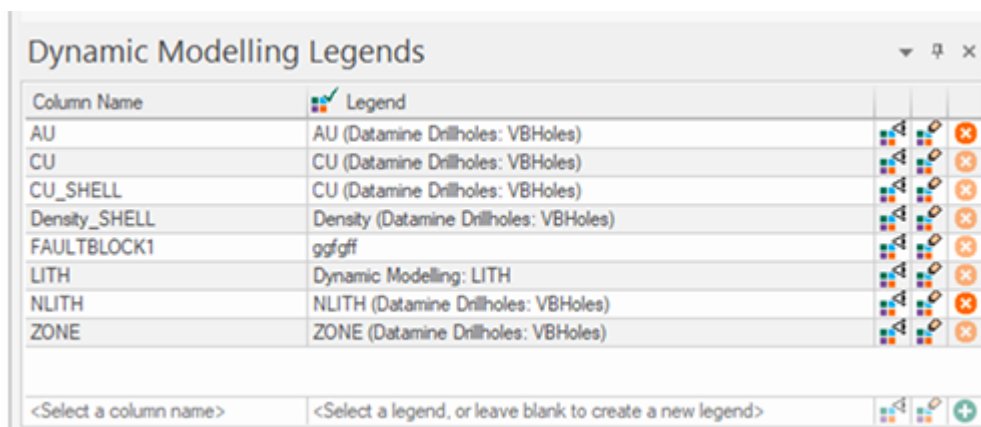 Dynamic Modelling Legends
Column Name Legend
AU AU (Datamine Drillholes: VBHoles)
CU CU (Datamine Drillholes: VBHoles)
CU_SHELL CU (Datamine Drillholes: VBHoles)
Density_SHELL Density (Datamine Drillholes: VBHoles)
FAULTBLOCK1 ggfgff
LITH Dynamic Modelling: LITH
NLITH NLITH (Datamine Drillholes: VBHoles)
ZONE ZONE (Datamine Drillholes: VBHoles)
<Select a column name> <Select a legend, or leave blank to create a new legend>